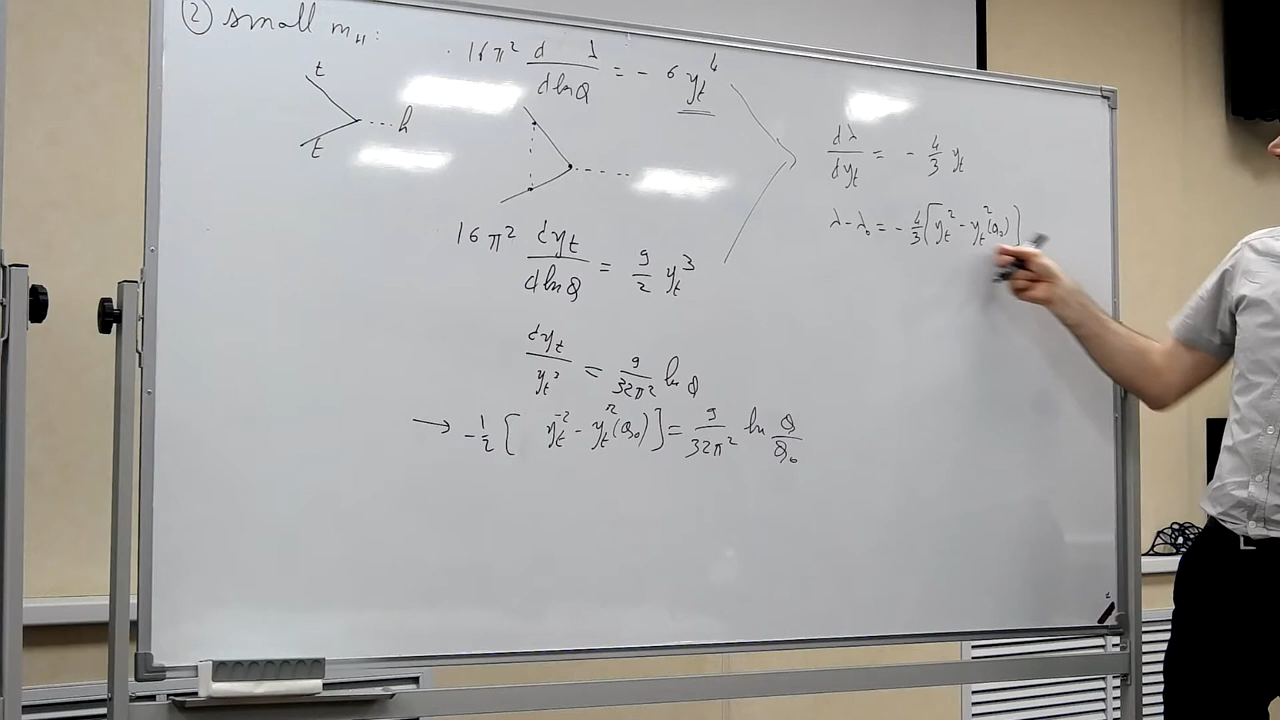 ② small m_H:
16π² dλ/dlnQ = - 6 y_t⁴
t
t
h
16π² dy_t/dlnQ = 9/2 y_t³
dy_t/y_t³ = 9/32π² ln Q
→ -1/2 [ y_t⁻² - y_t⁻²(Q₀)] = 9/32π² ln Q/Q₀
dλ/dy_t = - 4/3 y_t
λ-λ₀ = - 4/3 [y_t² - y_t²(Q₀)]